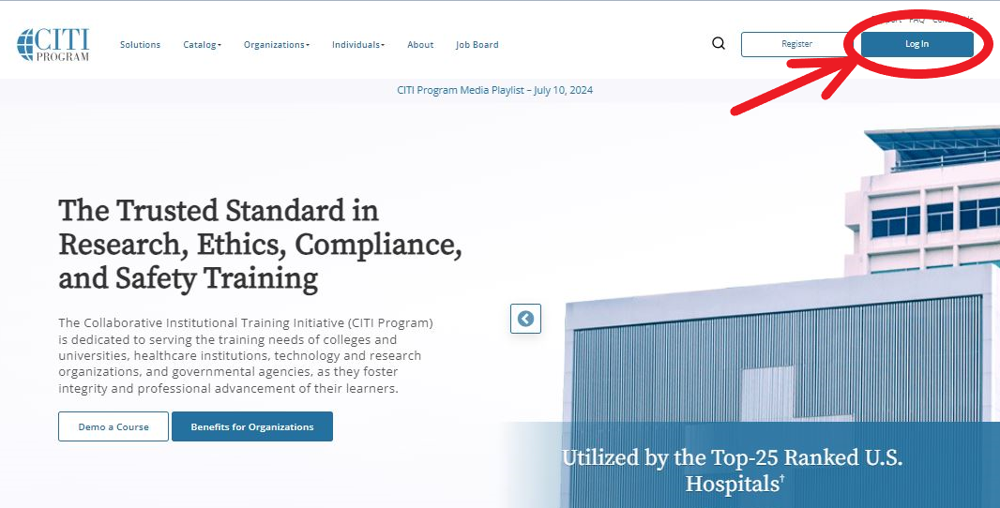 FAQ
CITI
PROGRAM
Solutions
Catalog
Organizations
Individuals
About
Job Board
Register
Log In
CITI Program Media Playlist – July 10, 2024
The Trusted Standard in
Research, Ethics, Compliance,
and Safety Training
The Collaborative Institutional Training Initiative (CITI Program)
is dedicated to serving the training needs of colleges and
universities, healthcare institutions, technology and research
organizations, and governmental agencies, as they foster
integrity and professional advancement of their learners.
Demo a Course
Benefits for Organizations
Utilized by the Top-25 Ranked U.S.
Hospitals†